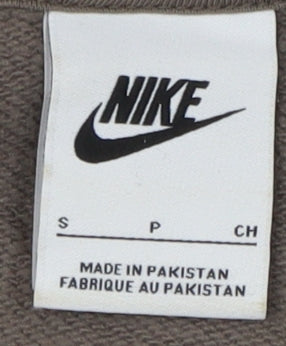 NIKE
S P CH
MADE IN PAKISTAN
FABRIQUE AU PAKISTAN